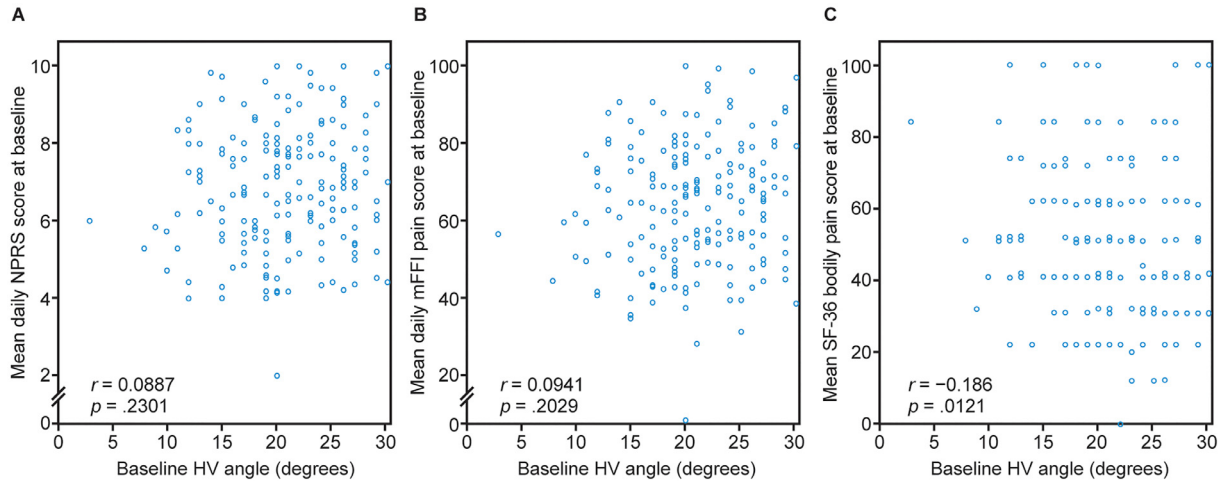 A
Mean daily NPRS score at baseline
10
8
6
4
2
0
r = 0.0887
p = .2301
0 5 10 15 20 25 30
Baseline HV angle (degrees)
B
Mean daily mFFI pain score at baseline
100
80
60
40
20
0
r = 0.0941
p = .2029
0 5 10 15 20 25 30
Baseline HV angle (degrees)
C
Mean SF-36 bodily pain score at baseline
100
80
60
40
20
0
r = −0.186
p = .0121
0 5 10 15 20 25 30
Baseline HV angle (degrees)